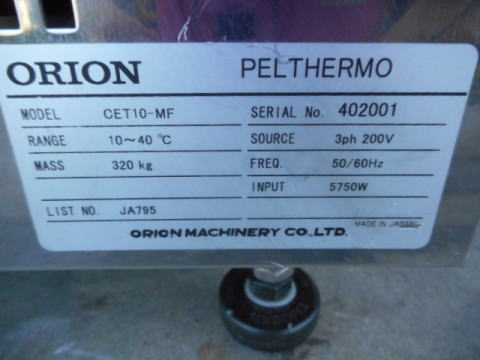 ORION PELTHERMO
MODEL CET10-MF SERIAL No. 402001
RANGE 10～40 ℃ SOURCE 3ph 200V
MASS 320 kg FREQ. 50/60Hz
INPUT 5750W
LIST NO. JA795
MADE IN JAPAN
ORION MACHINERY CO.,LTD.